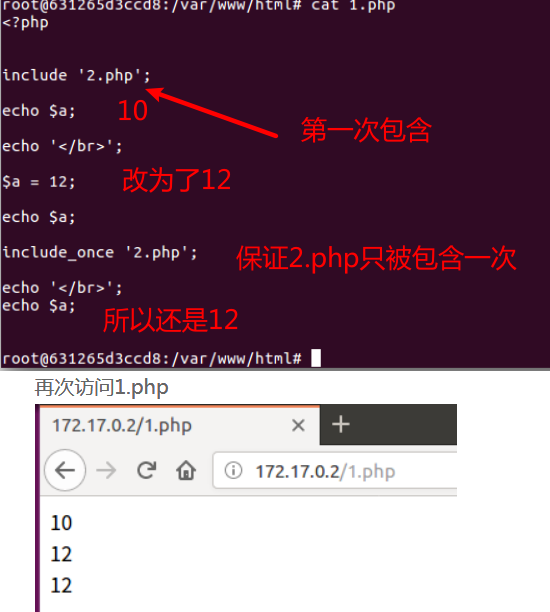 root@631265d3ccd8:/var/www/html# cat 1.php
<?php
include '2.php';
echo $a;
10
第一次包含
echo '</br>';
$a = 12;
改为了12
echo $a;
include_once '2.php';
保证2.php只被包含一次
echo '</br>';
echo $a;
所以还是12
root@631265d3ccd8:/var/www/html#
再次访问1.php
172.17.0.2/1.php
172.17.0.2/1.php
10
12
12